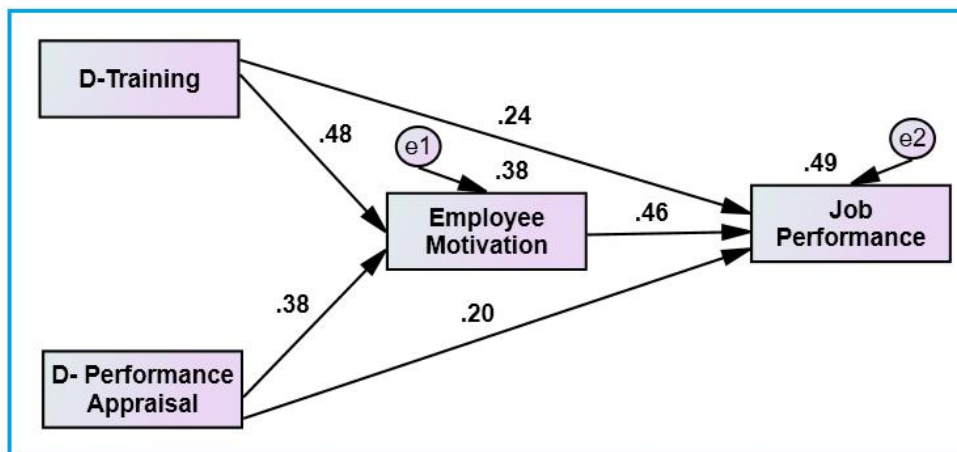 D-Training
.24
.48
e1
e2
.38
.49
Employee
Motivation
.46
Job
Performance
.38
.20
D- Performance
Appraisal